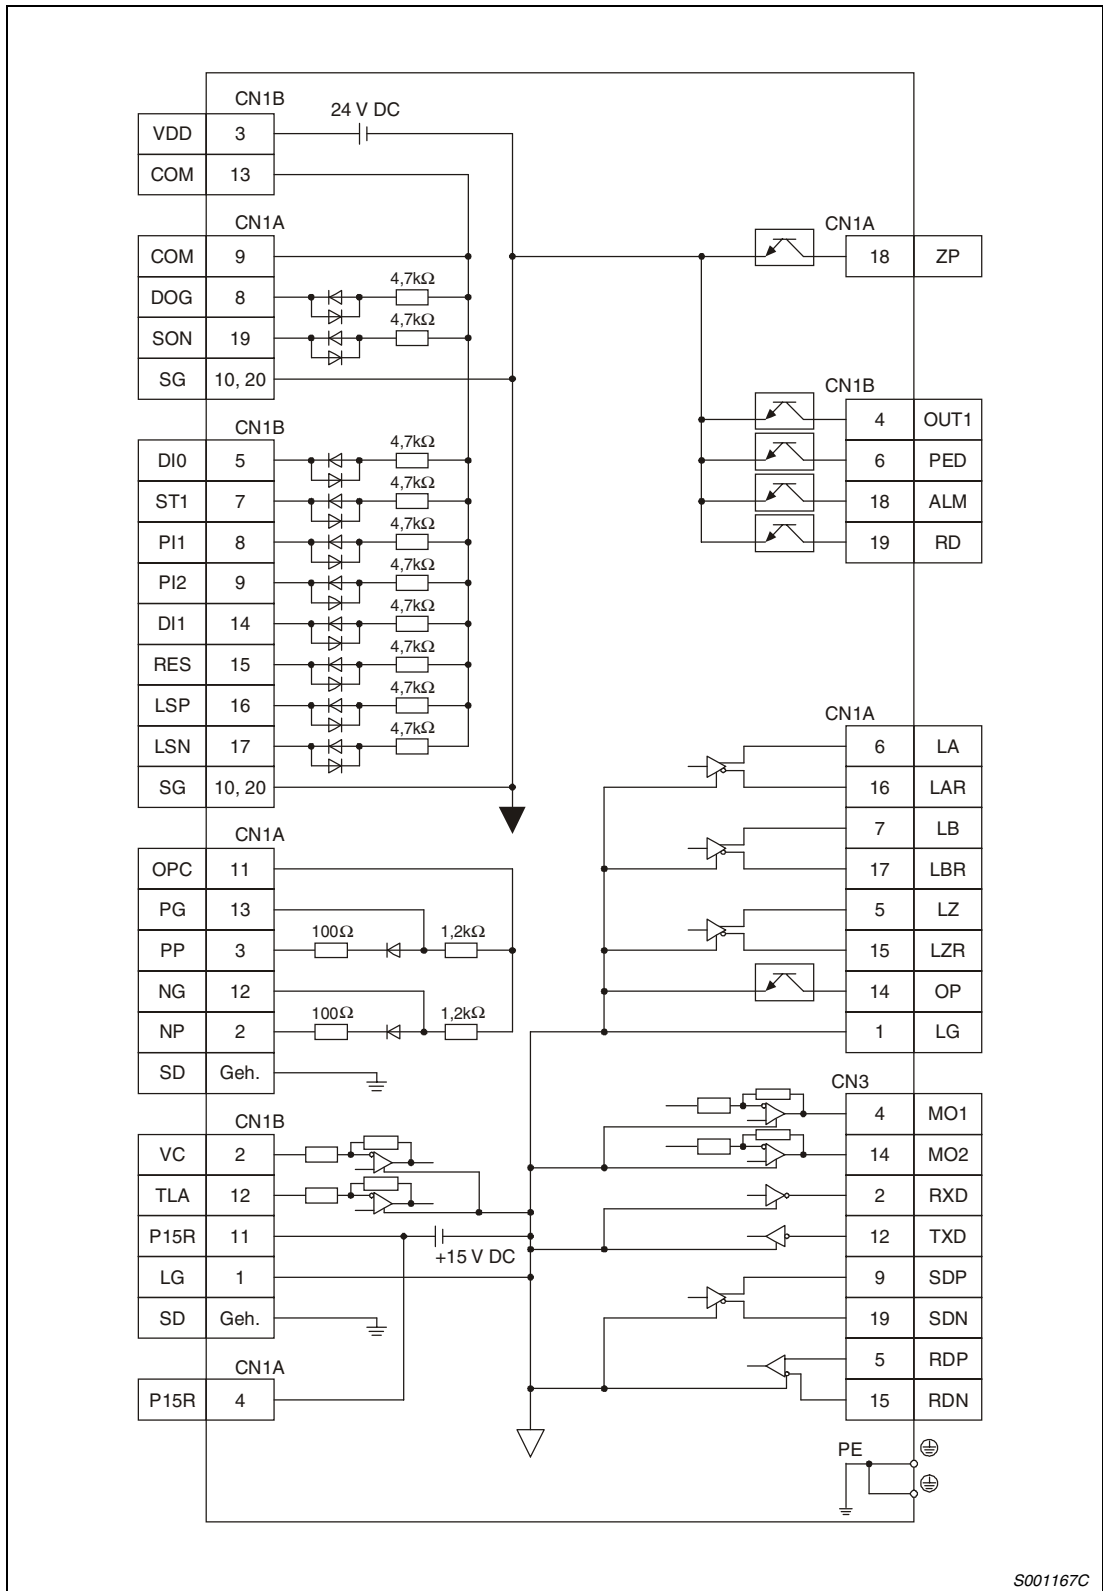 CN1B
24 V DC
VDD 3
COM 13
CN1A
COM 9
DOG 8 4,7kΩ
SON 19 4,7kΩ
SG 10, 20
CN1B
DI0 5 4,7kΩ
ST1 7 4,7kΩ
PI1 8 4,7kΩ
PI2 9 4,7kΩ
DI1 14 4,7kΩ
RES 15 4,7kΩ
LSP 16 4,7kΩ
LSN 17 4,7kΩ
SG 10, 20
CN1A
OPC 11
PG 13
PP 3 100Ω 1,2kΩ
NG 12
NP 2 100Ω 1,2kΩ
SD Geh.
CN1B
VC 2
TLA 12
P15R 11
+15 V DC
LG 1
SD Geh.
CN1A
P15R 4
CN1A
18 ZP
CN1B
4 OUT1
6 PED
18 ALM
19 RD
CN1A
6 LA
16 LAR
7 LB
17 LBR
5 LZ
15 LZR
14 OP
1 LG
CN3
4 MO1
14 MO2
2 RXD
12 TXD
9 SDP
19 SDN
5 RDP
15 RDN
PE
S001167C